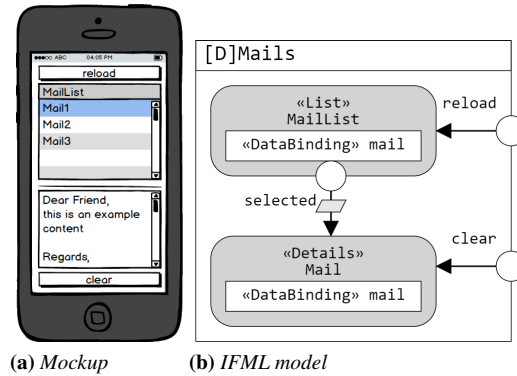 ABC 04:05 PM
reload
MailList
Mail1
Mail2
Mail3
Dear Friend,
this is an example
content
Regards,
clear
(a) Mockup
[D]Mails
«List»
MailList
«DataBinding» mail
reload
selected
«Details»
Mail
«DataBinding» mail
clear
(b) IFML model